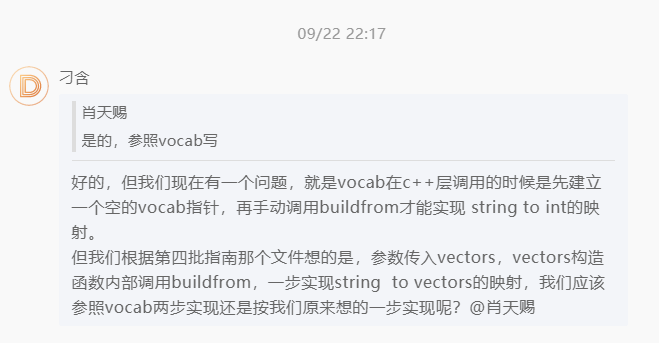 09/22 22:17
刁含
肖天赐
是的，参照vocab写
好的，但我们现在有一个问题，就是vocab在c++层调用的时候是先建立
一个空的vocab指针，再手动调用buildfrom才能实现 string to int的映
射。
但我们根据第四批指南那个文件想的是，参数传入vectors，vectors构造
函数内部调用buildfrom，一步实现string  to vectors的映射，我们应该
参照vocab两步实现还是按我们原来想的一步实现呢？@肖天赐